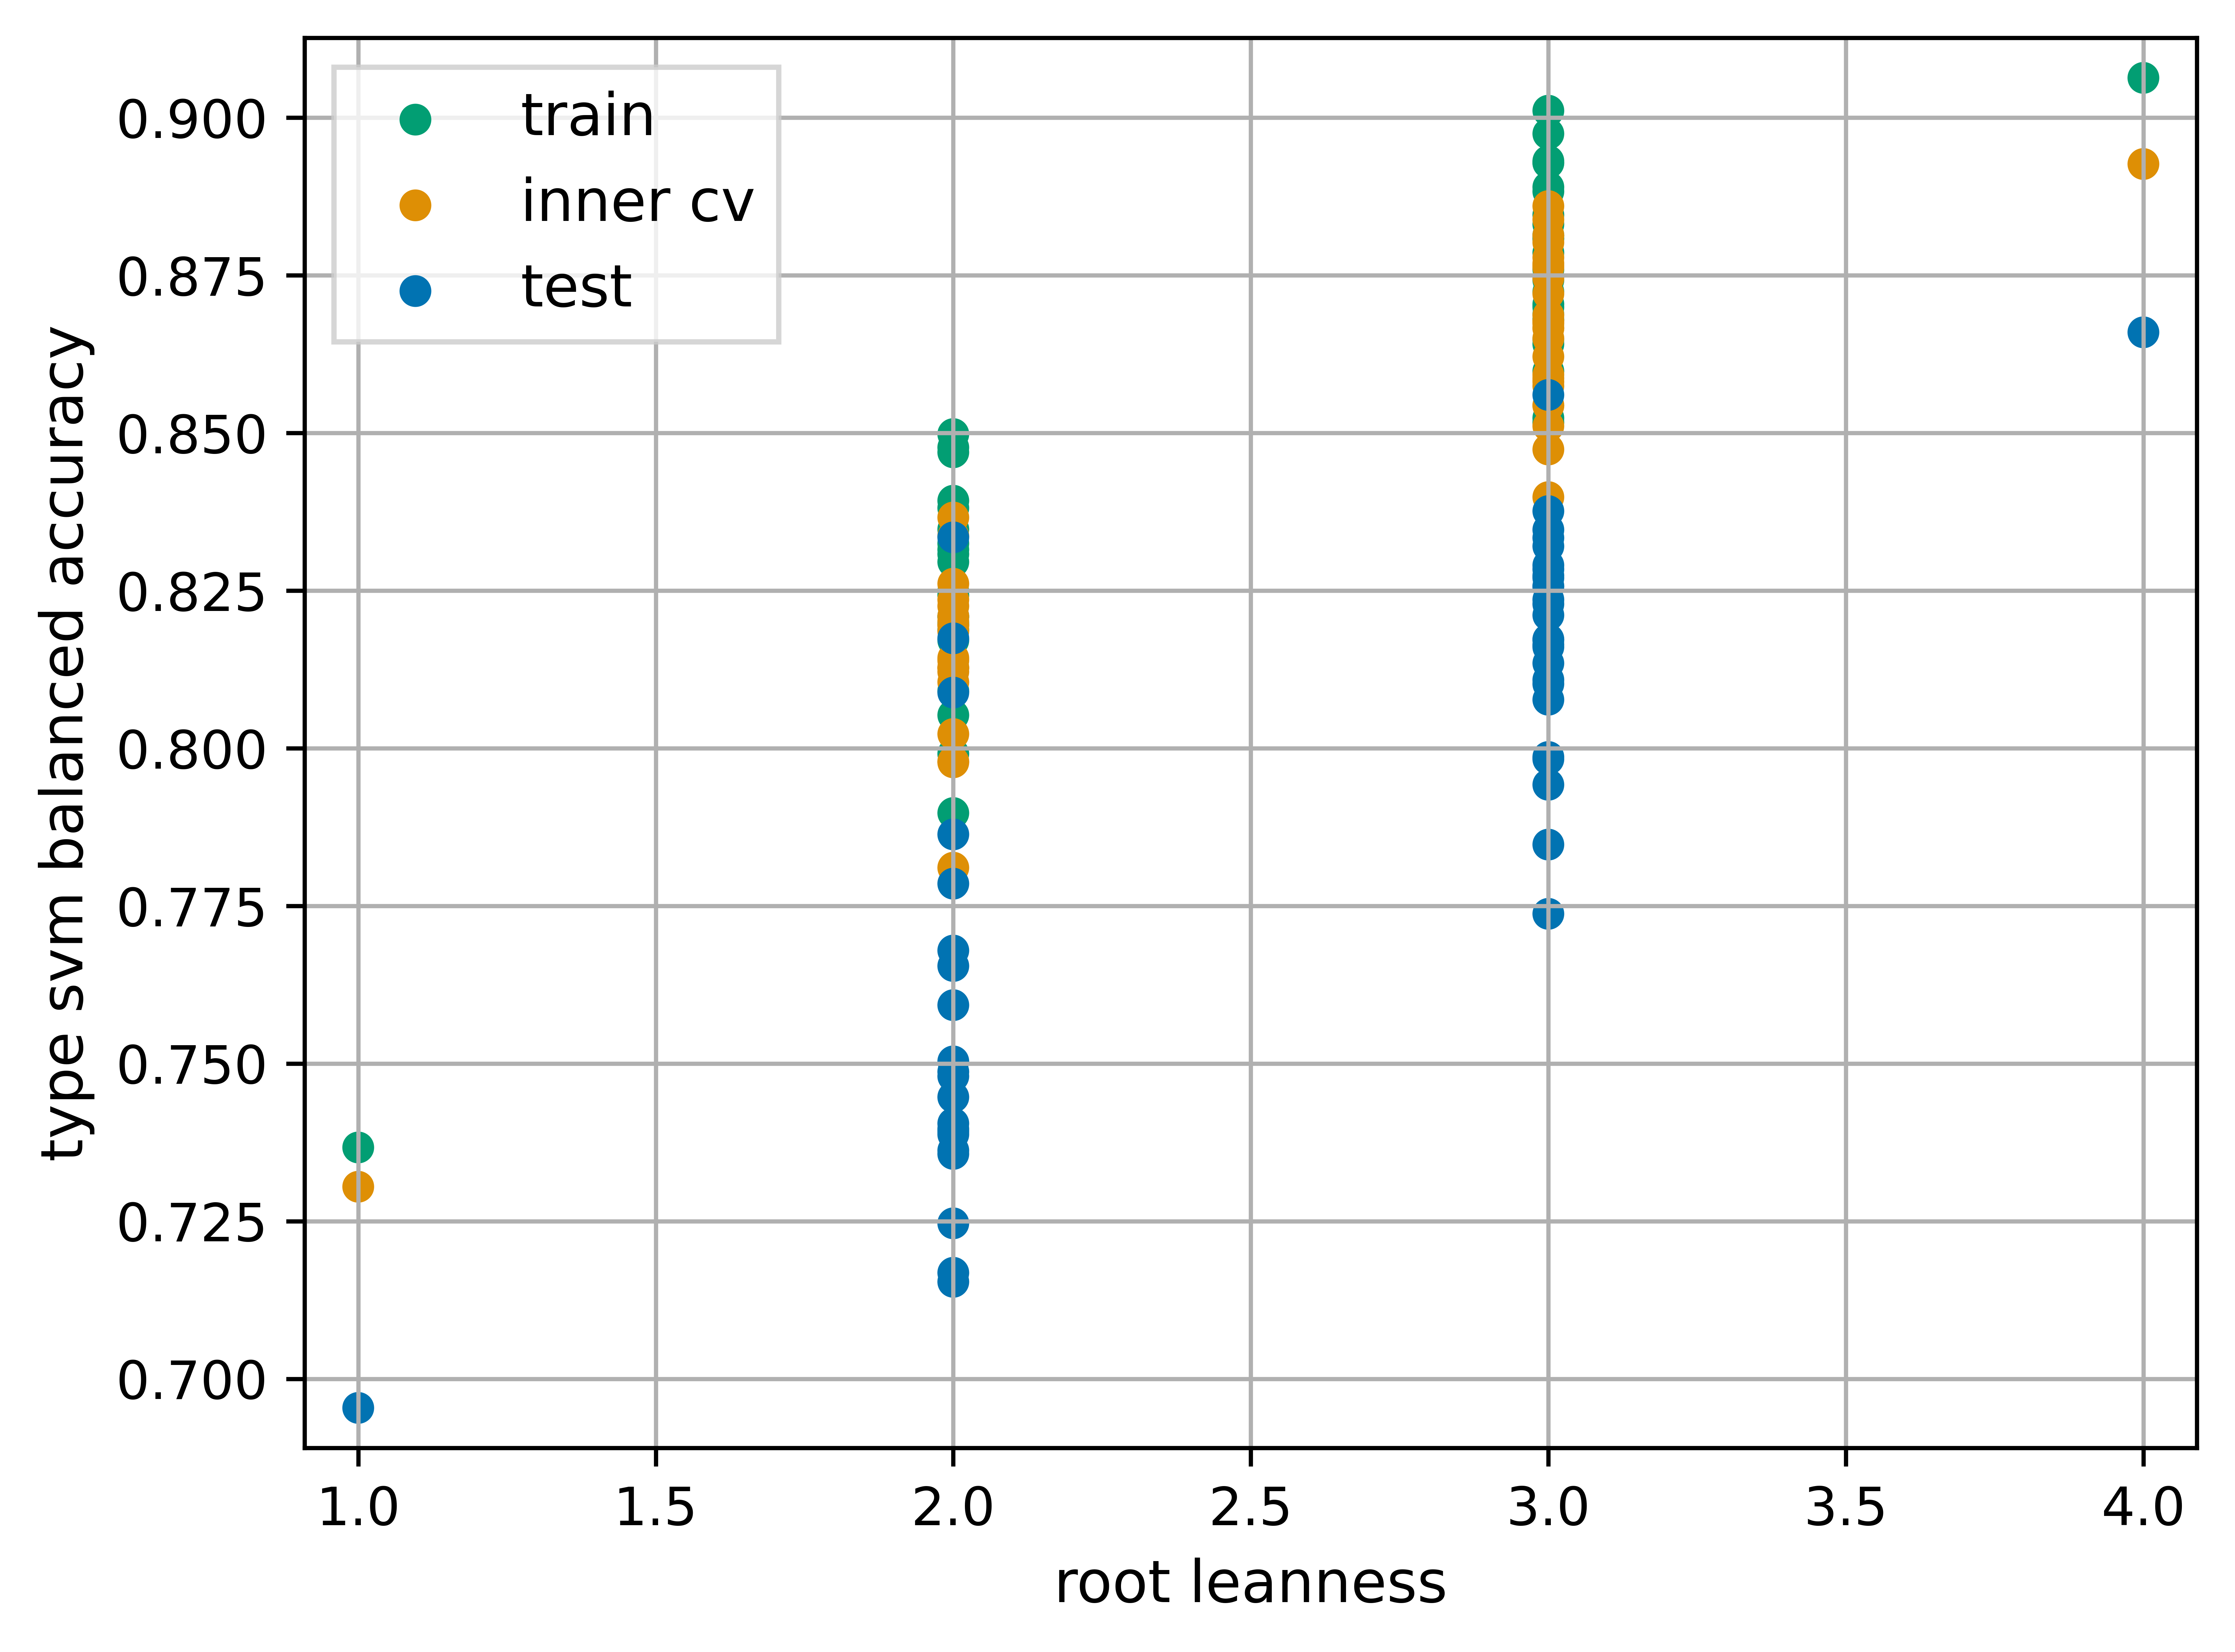 train
inner cv
test
0.900
0.875
0.850
0.825
0.800
0.775
0.750
0.725
0.700
type svm balanced accuracy
1.0 1.5 2.0 2.5 3.0 3.5 4.0
root leanness